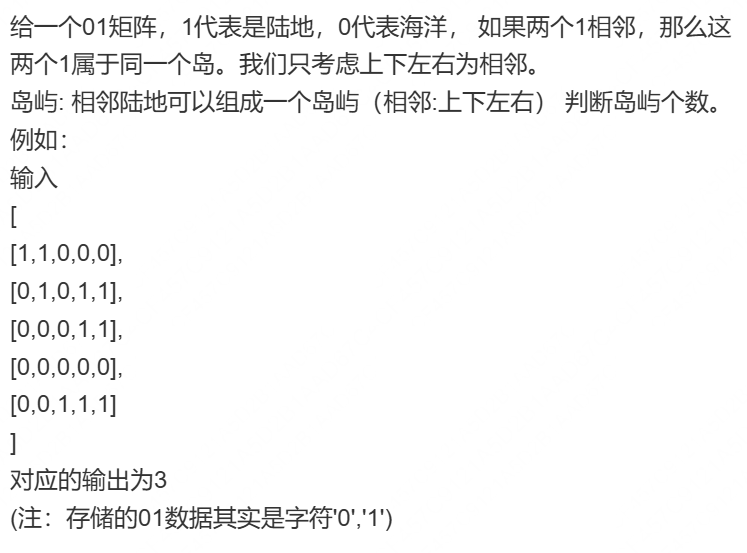 给一个01矩阵，1代表是陆地，0代表海洋， 如果两个1相邻，那么这
两个1属于同一个岛。我们只考虑上下左右为相邻。
岛屿: 相邻陆地可以组成一个岛屿（相邻:上下左右） 判断岛屿个数。
例如：
输入
[
[1,1,0,0,0],
[0,1,0,1,1],
[0,0,0,1,1],
[0,0,0,0,0],
[0,0,1,1,1]
]
对应的输出为3
(注：存储的01数据其实是字符'0','1')